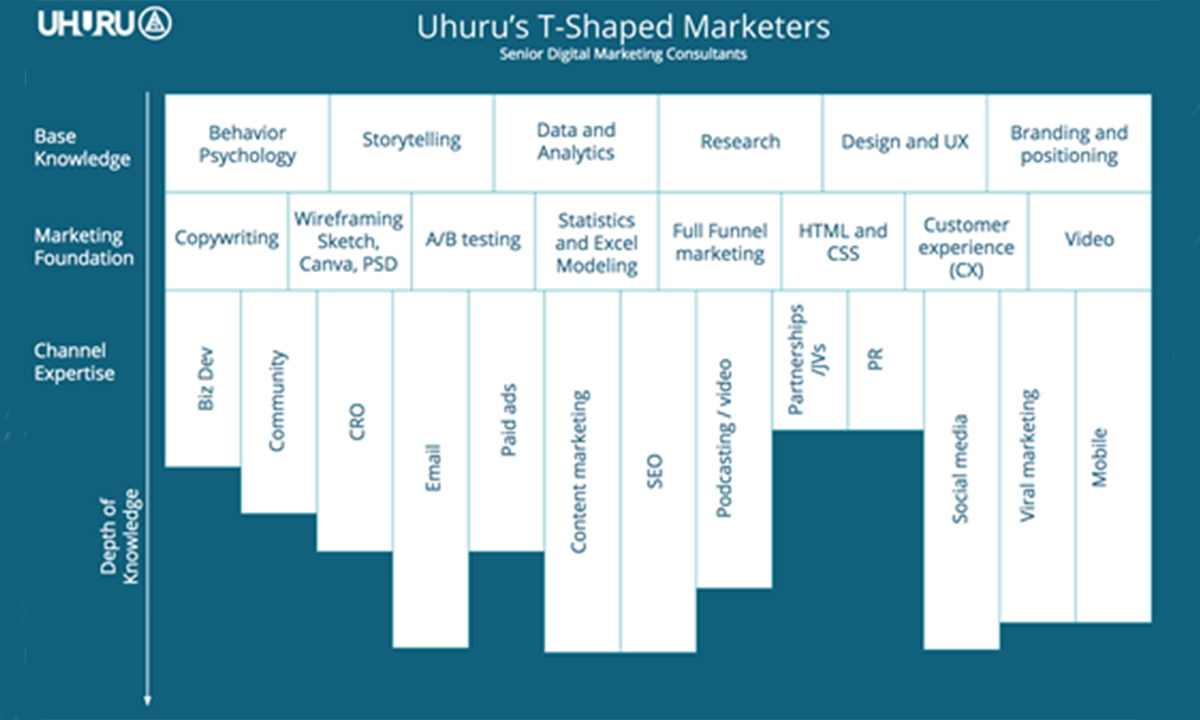 UHURU
Uhuru's T-Shaped Marketers
Senior Digital Marketing Consultants
Base
Knowledge
Behavior
Psychology
Storytelling
Data and
Analytics
Research
Design and UX
Branding and
positioning
Marketing
Foundation
Copywriting
Wireframing
Sketch,
Canva, PSD
A/B testing
Statistics
and Excel
Modeling
Full Funnel
marketing
HTML and
CSS
Customer
experience
(CX)
Video
Channel
Expertise
Biz Dev
Community
CRO
Email
Paid ads
Content marketing
SEO
Podcasting / video
Partnerships
/JVs
PR
Social media
Viral marketing
Mobile
Depth of
Knowledge